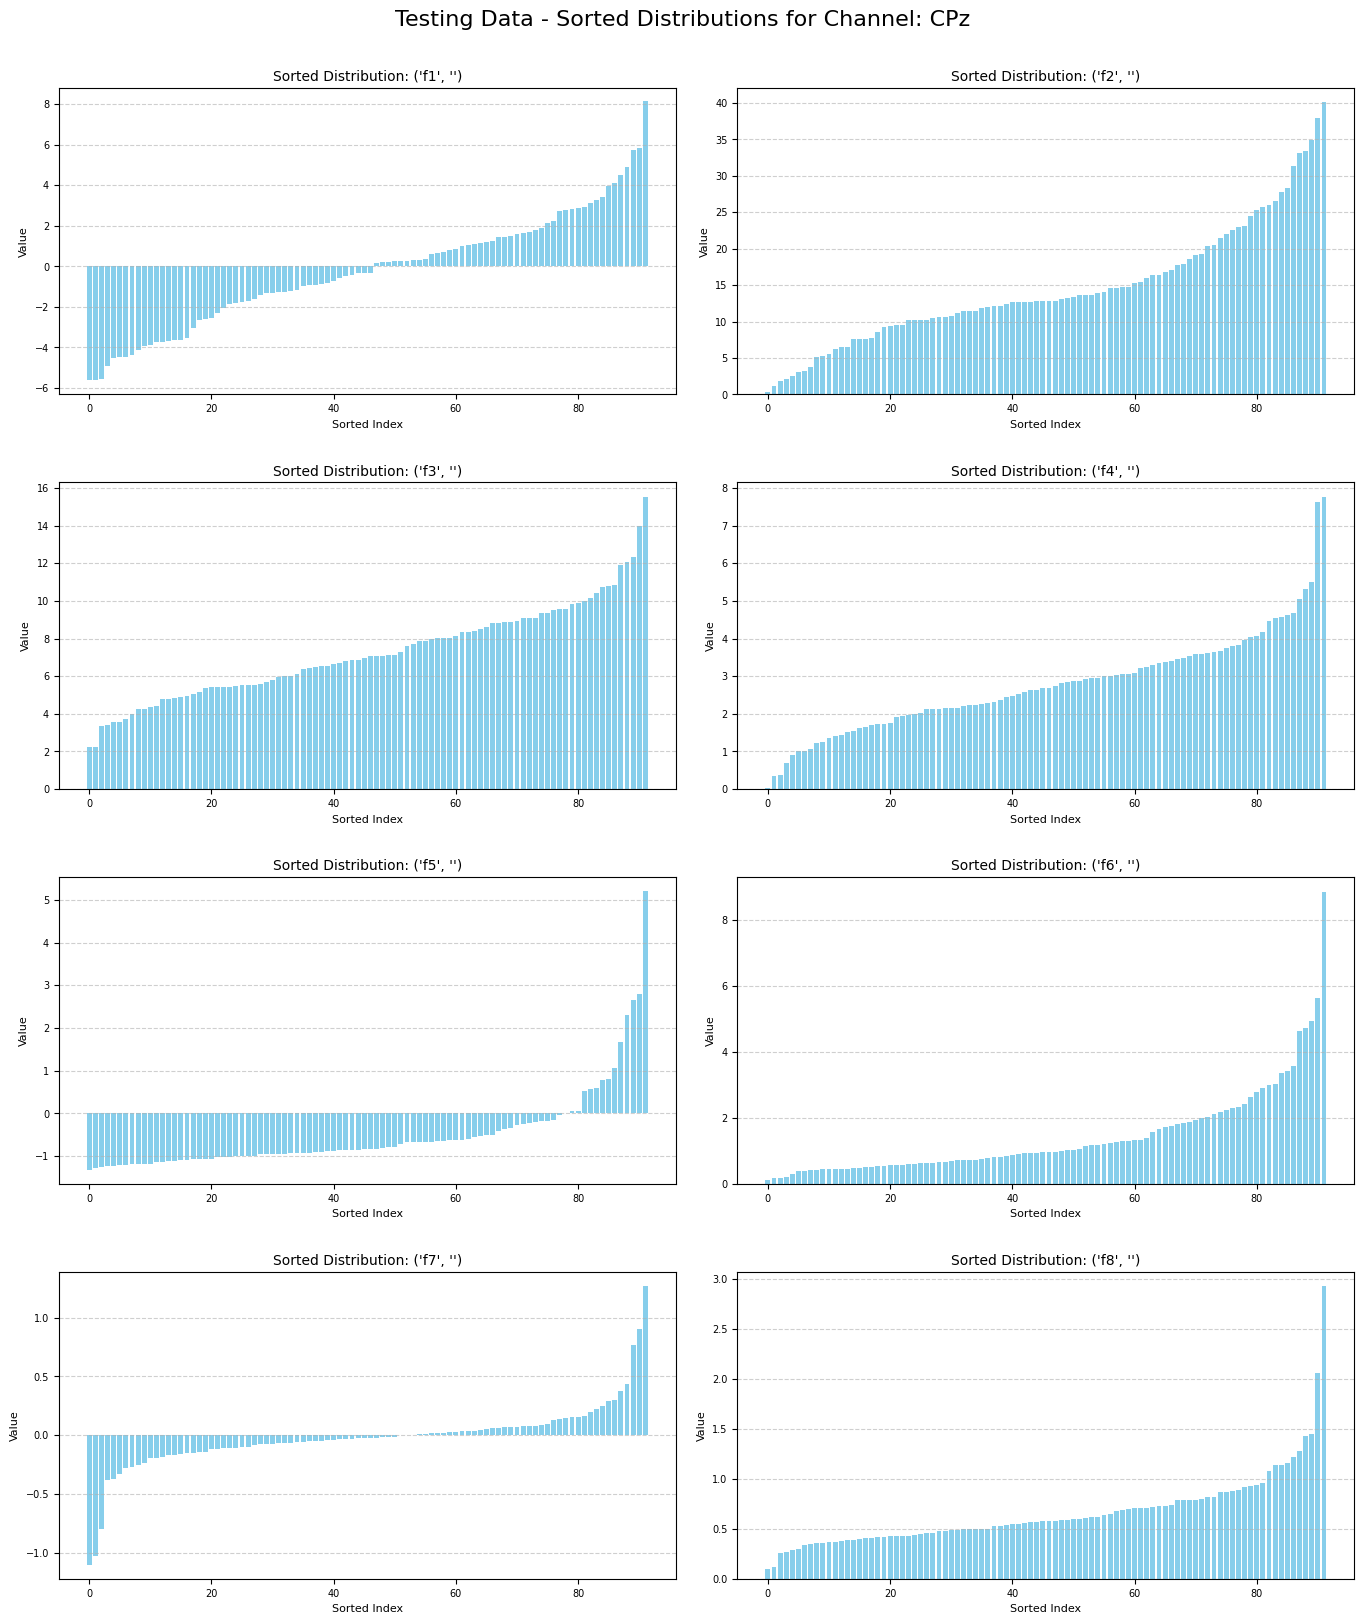 Testing Data - Sorted Distributions for Channel: CPz
Sorted Distribution: ('f1', '')
8
6
4
2
0
−2
−4
−6
Value
0 20 40 60 80
Sorted Index
Sorted Distribution: ('f2', '')
40
35
30
25
20
15
10
5
0
Value
0 20 40 60 80
Sorted Index
Sorted Distribution: ('f3', '')
16
14
12
10
8
6
4
2
0
Value
0 20 40 60 80
Sorted Index
Sorted Distribution: ('f4', '')
8
7
6
5
4
3
2
1
0
Value
0 20 40 60 80
Sorted Index
Sorted Distribution: ('f5', '')
5
4
3
2
1
0
−1
Value
0 20 40 60 80
Sorted Index
Sorted Distribution: ('f6', '')
8
6
4
2
0
Value
0 20 40 60 80
Sorted Index
Sorted Distribution: ('f7', '')
1.0
0.5
0.0
−0.5
−1.0
Value
0 20 40 60 80
Sorted Index
Sorted Distribution: ('f8', '')
3.0
2.5
2.0
1.5
1.0
0.5
0.0
Value
0 20 40 60 80
Sorted Index